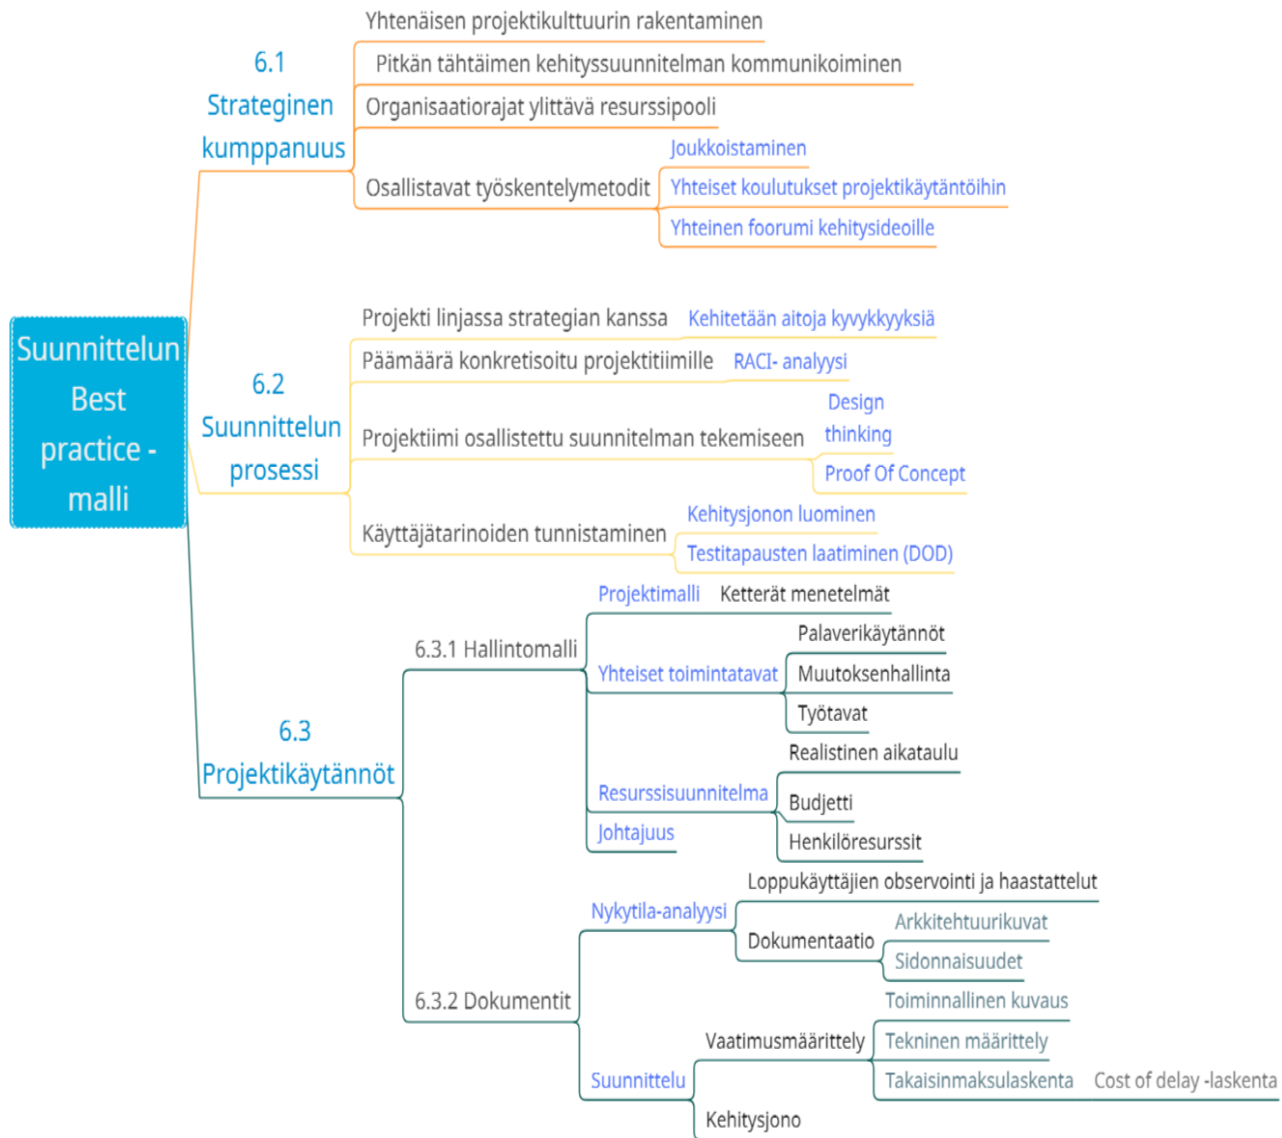 Suunnittelun
Best
practice -
malli
6.1
Strateginen
kumppanuus
Yhtenäisen projektikulttuurin rakentaminen
Pitkän tähtäimen kehityssuunnitelman kommunikoiminen
Organisaatiorajat ylittävä resurssipooli
Osallistavat työskentelymetodit
Joukkoistaminen
Yhteiset koulutukset projektikäytäntöihin
Yhteinen foorumi kehitysideoille
6.2
Suunnittelun
prosessi
Projekti linjassa strategian kanssa
Kehitetään aitoja kyvykkyyksiä
Päämäärä konkretisoitu projektitiimille
RACI- analyysi
Projektiimi osallistettu suunnitelman tekemiseen
Design
thinking
Proof Of Concept
Käyttäjätarinoiden tunnistaminen
Kehitysjonon luominen
Testitapausten laatiminen (DOD)
6.3
Projektikäytännöt
6.3.1 Hallintomalli
Projektimalli
Ketterät menetelmät
Yhteiset toimintatavat
Palaverikäytännöt
Muutoksenhallinta
Työtavat
Resurssisuunnitelma
Realistinen aikataulu
Budjetti
Henkilöresurssit
Johtajuus
6.3.2 Dokumentit
Nykytila-analyysi
Loppukäyttäjien observointi ja haastattelut
Dokumentaatio
Arkkitehtuurikuvat
Sidonnaisuudet
Suunnittelu
Vaatimusmäärittely
Toiminnallinen kuvaus
Tekninen määrittely
Takaisinmaksulaskenta
Cost of delay -laskenta
Kehitysjono